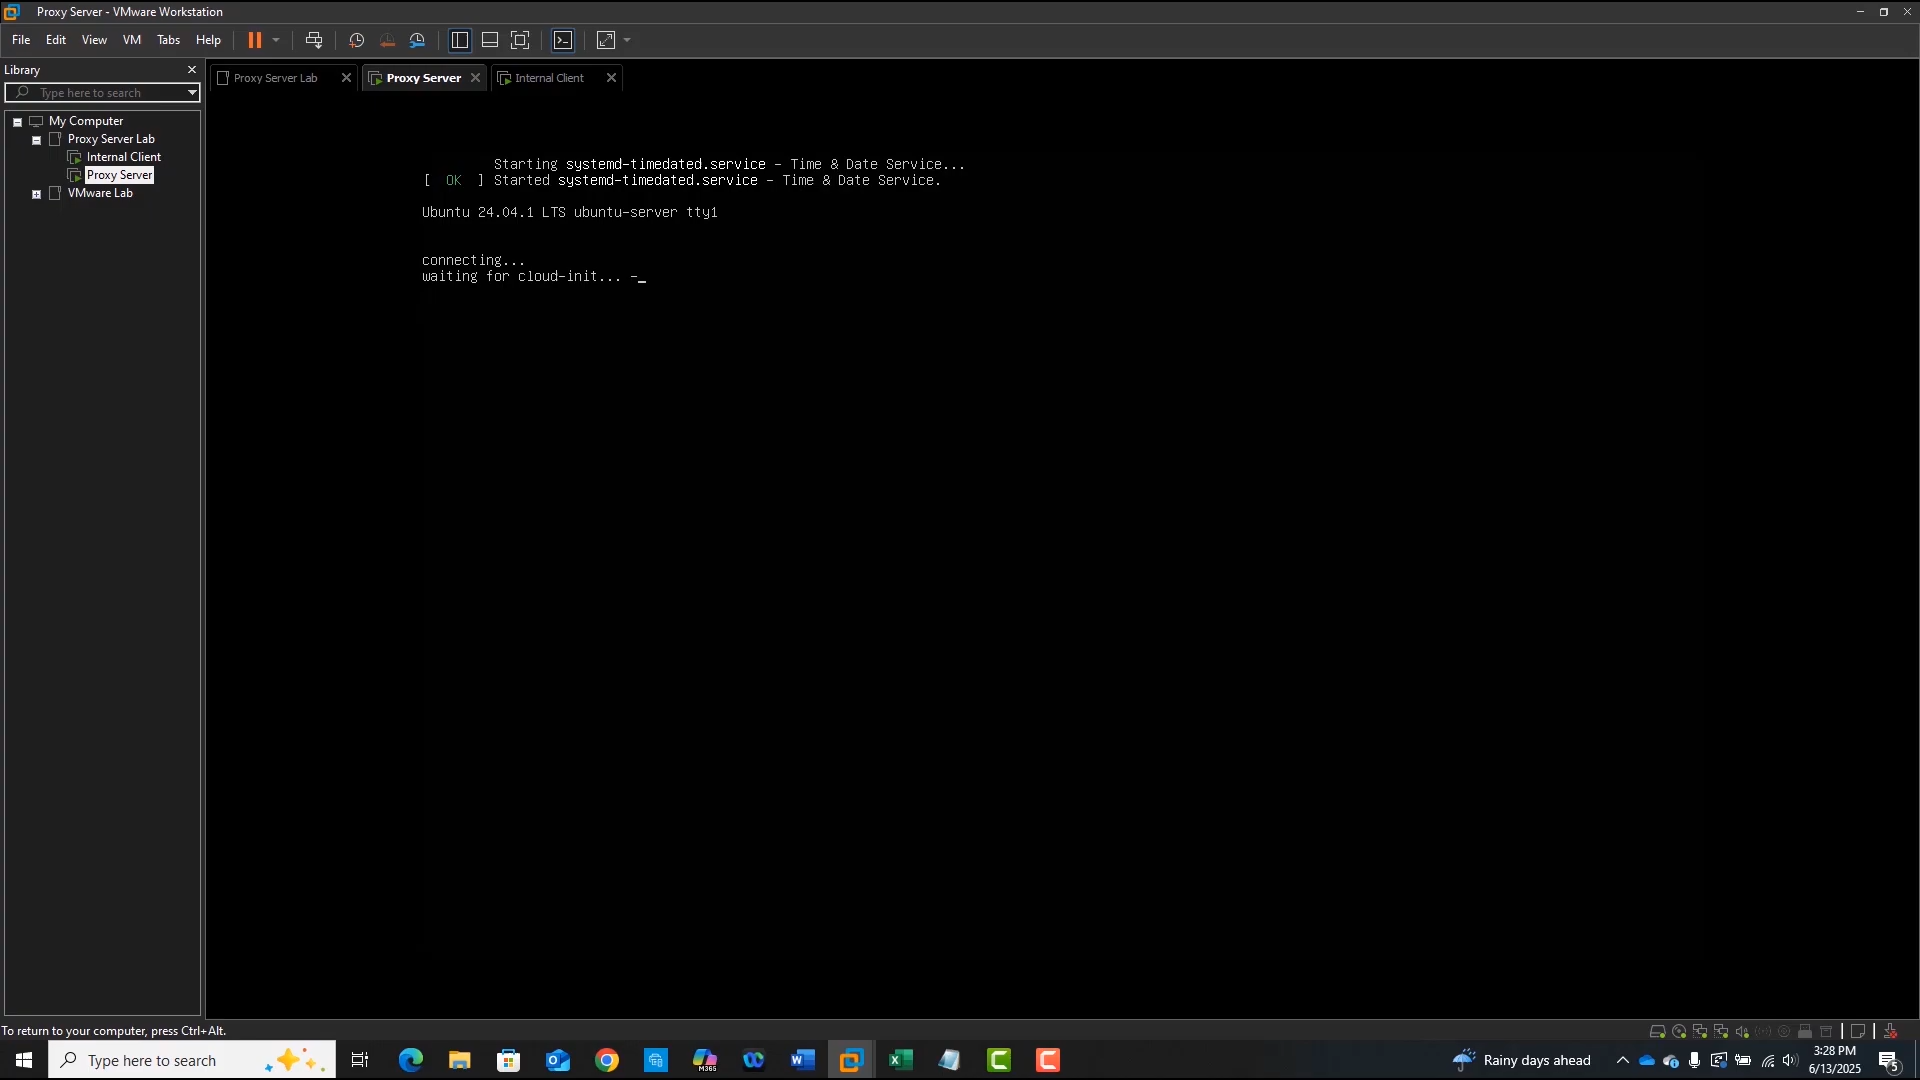 Proxy Server - VMware Workstation
File Edit View VM Tabs Help
Library
Type here to search
My Computer
Proxy Server Lab
Internal Client
Proxy Server
VMware Lab
Proxy Server Lab
Proxy Server
Internal Client
Starting systemd-timedated.service - Time & Date Service...
[ OK ] Started systemd-timedated.service - Time & Date Service.
Ubuntu 24.04.1 LTS ubuntu-server tty1
connecting...
waiting for cloud-init... -_
To return to your computer, press Ctrl+Alt.
Type here to search
M365
Rainy days ahead
3:28 PM
6/13/2025
5